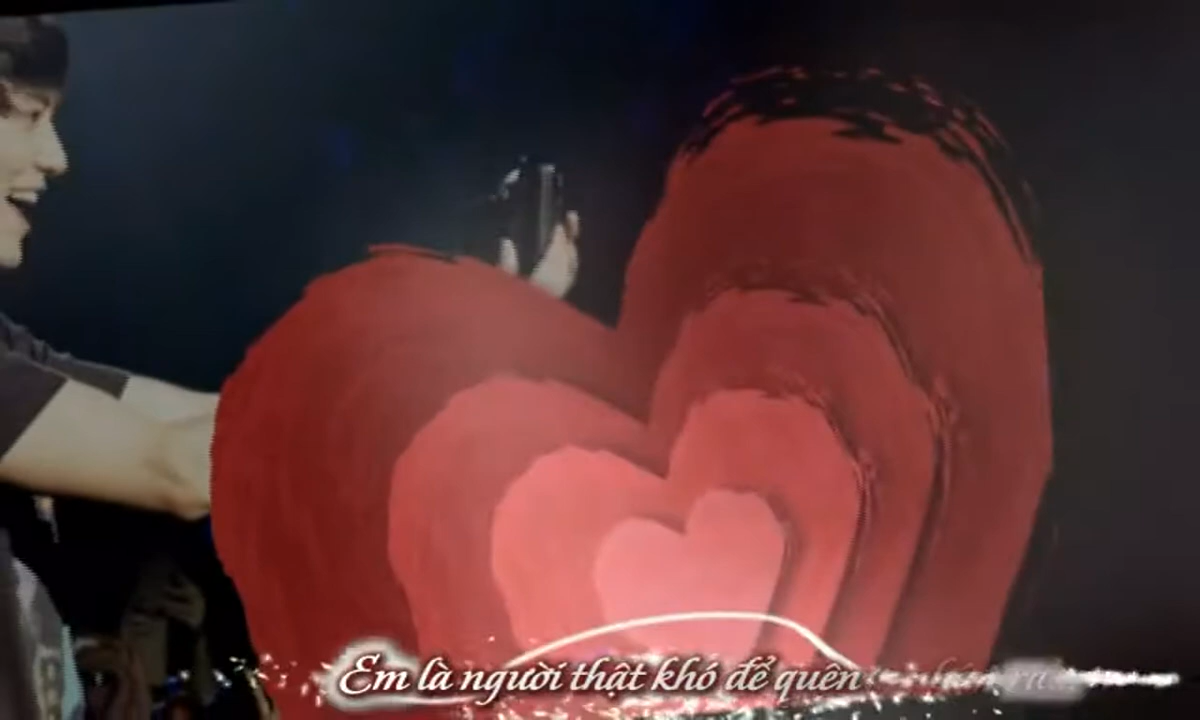 Em là người thật khó để quên